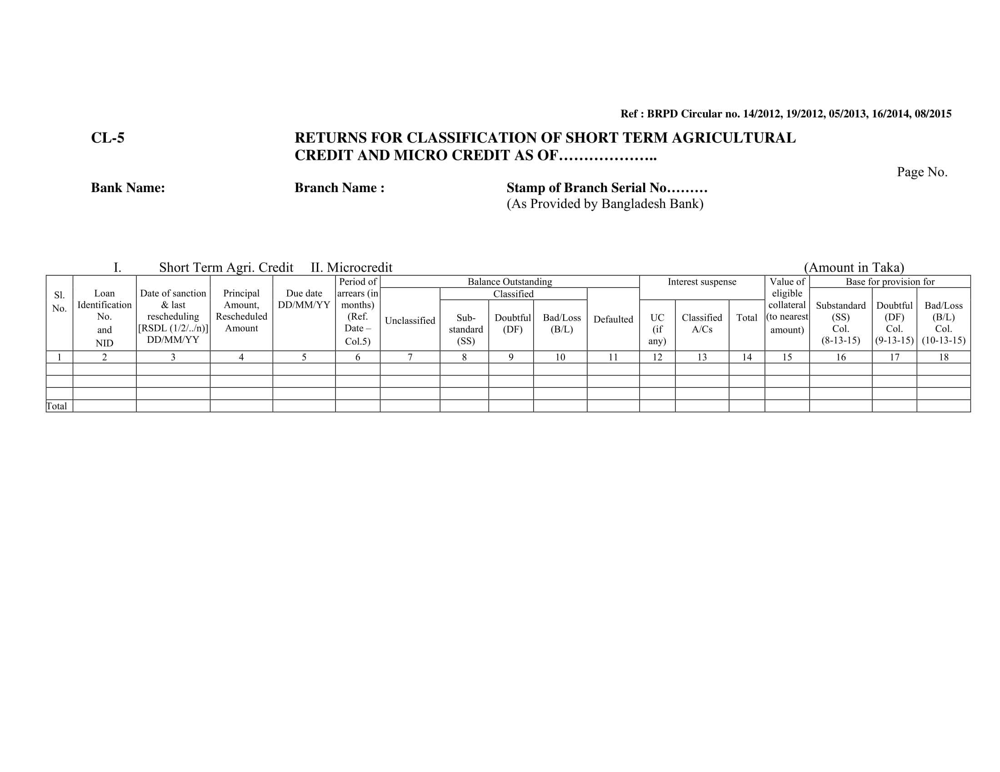 Ref : BRPD Circular no. 14/2012, 19/2012, 05/2013, 16/2014, 08/2015
CL-5 RETURNS FOR CLASSIFICATION OF SHORT TERM AGRICULTURAL
CREDIT AND MICRO CREDIT AS OF………………..
Page No.
Bank Name: Branch Name : Stamp of Branch Serial No………
(As Provided by Bangladesh Bank)
I. Short Term Agri. Credit II. Microcredit (Amount in Taka)
Sl.
No.
Loan
Identification
No.
and
NID
Date of sanction
& last
rescheduling
[RSDL (1/2/../n)]
DD/MM/YY
Principal
Amount,
Rescheduled
Amount
Due date
DD/MM/YY
Period of
arrears (in
months)
(Ref.
Date –
Col.5)
Balance Outstanding
Unclassified
Classified
Sub-
standard
(SS)
Doubtful
(DF)
Bad/Loss
(B/L)
Defaulted
Interest suspense
UC
(if
any)
Classified
A/Cs
Total
Value of
eligible
collateral
(to nearest
amount)
Base for provision for
Substandard
(SS)
Col.
(8-13-15)
Doubtful
(DF)
Col.
(9-13-15)
Bad/Loss
(B/L)
Col.
(10-13-15)
1 2 3 4 5 6 7 8 9 10 11 12 13 14 15 16 17 18
Total